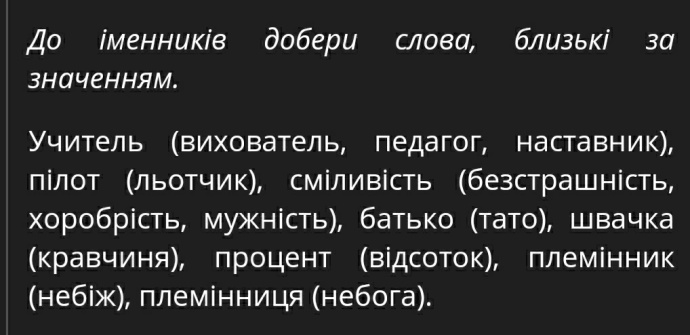 До іменників добери слова, близькі за
значенням.
Учитель (вихователь, педагог, наставник),
пілот (льотчик), сміливість (безстрашність,
хоробрість, мужність), батько (тато), швачка
(кравчиня), процент (відсоток), племінник
(небіж), племінниця (небога).